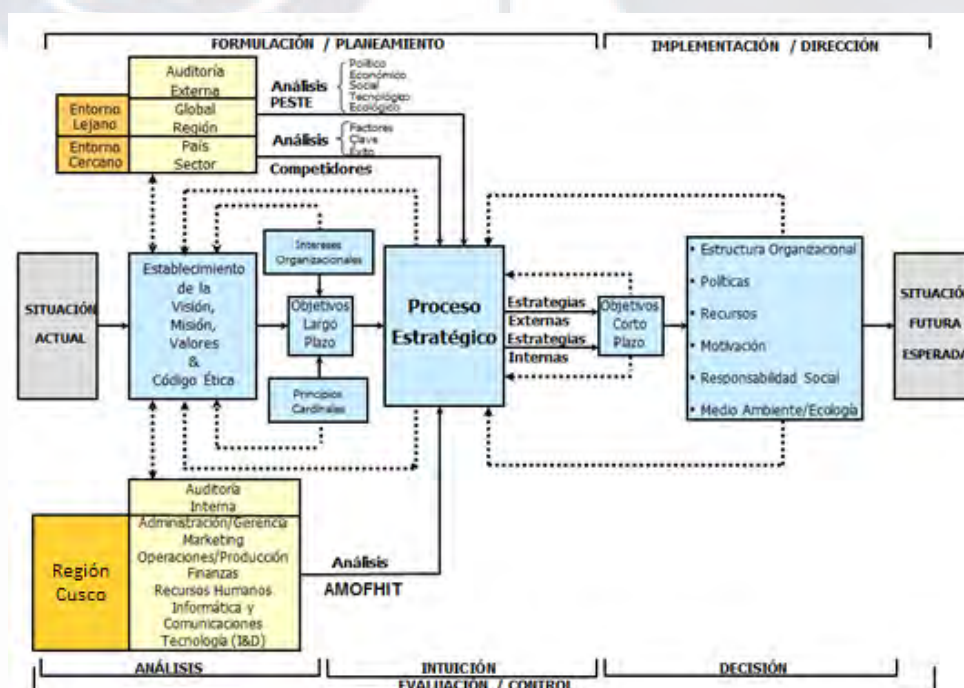 FORMULACIÓN / PLANEAMIENTO
IMPLEMENTACIÓN / DIRECCIÓN
Auditoría
Externa
Entorno
Lejano
Global
Región
Entorno
Cercano
País
Sector
Análisis
PESTE
Político
Económico
Social
Tecnológico
Ecológico
Análisis
Competidores
Factores
Clave
Éxito
SITUACIÓN
ACTUAL
Establecimiento
de la
Visión,
Misión,
Valores
&
Código Ética
Intereses
Organizacionales
Objetivos
Largo
Plazo
Principios
Cardinales
Proceso
Estratégico
Estrategias
Externas
Estrategias
Internas
Objetivos
Corto
Plazo
• Estructura Organizacional
• Políticas
• Recursos
• Motivación
• Responsabilidad Social
• Medio Ambiente/Ecología
SITUACIÓN
FUTURA
ESPERADA
Región
Cusco
Auditoría
Interna
Administración/Gerencia
Marketing
Operaciones/Producción
Finanzas
Recursos Humanos
Informática y
Comunicaciones
Tecnología (I&D)
Análisis
AMOFHIT
ANÁLISIS
INTUICIÓN
DECISIÓN
EVALUACIÓN / CONTROL